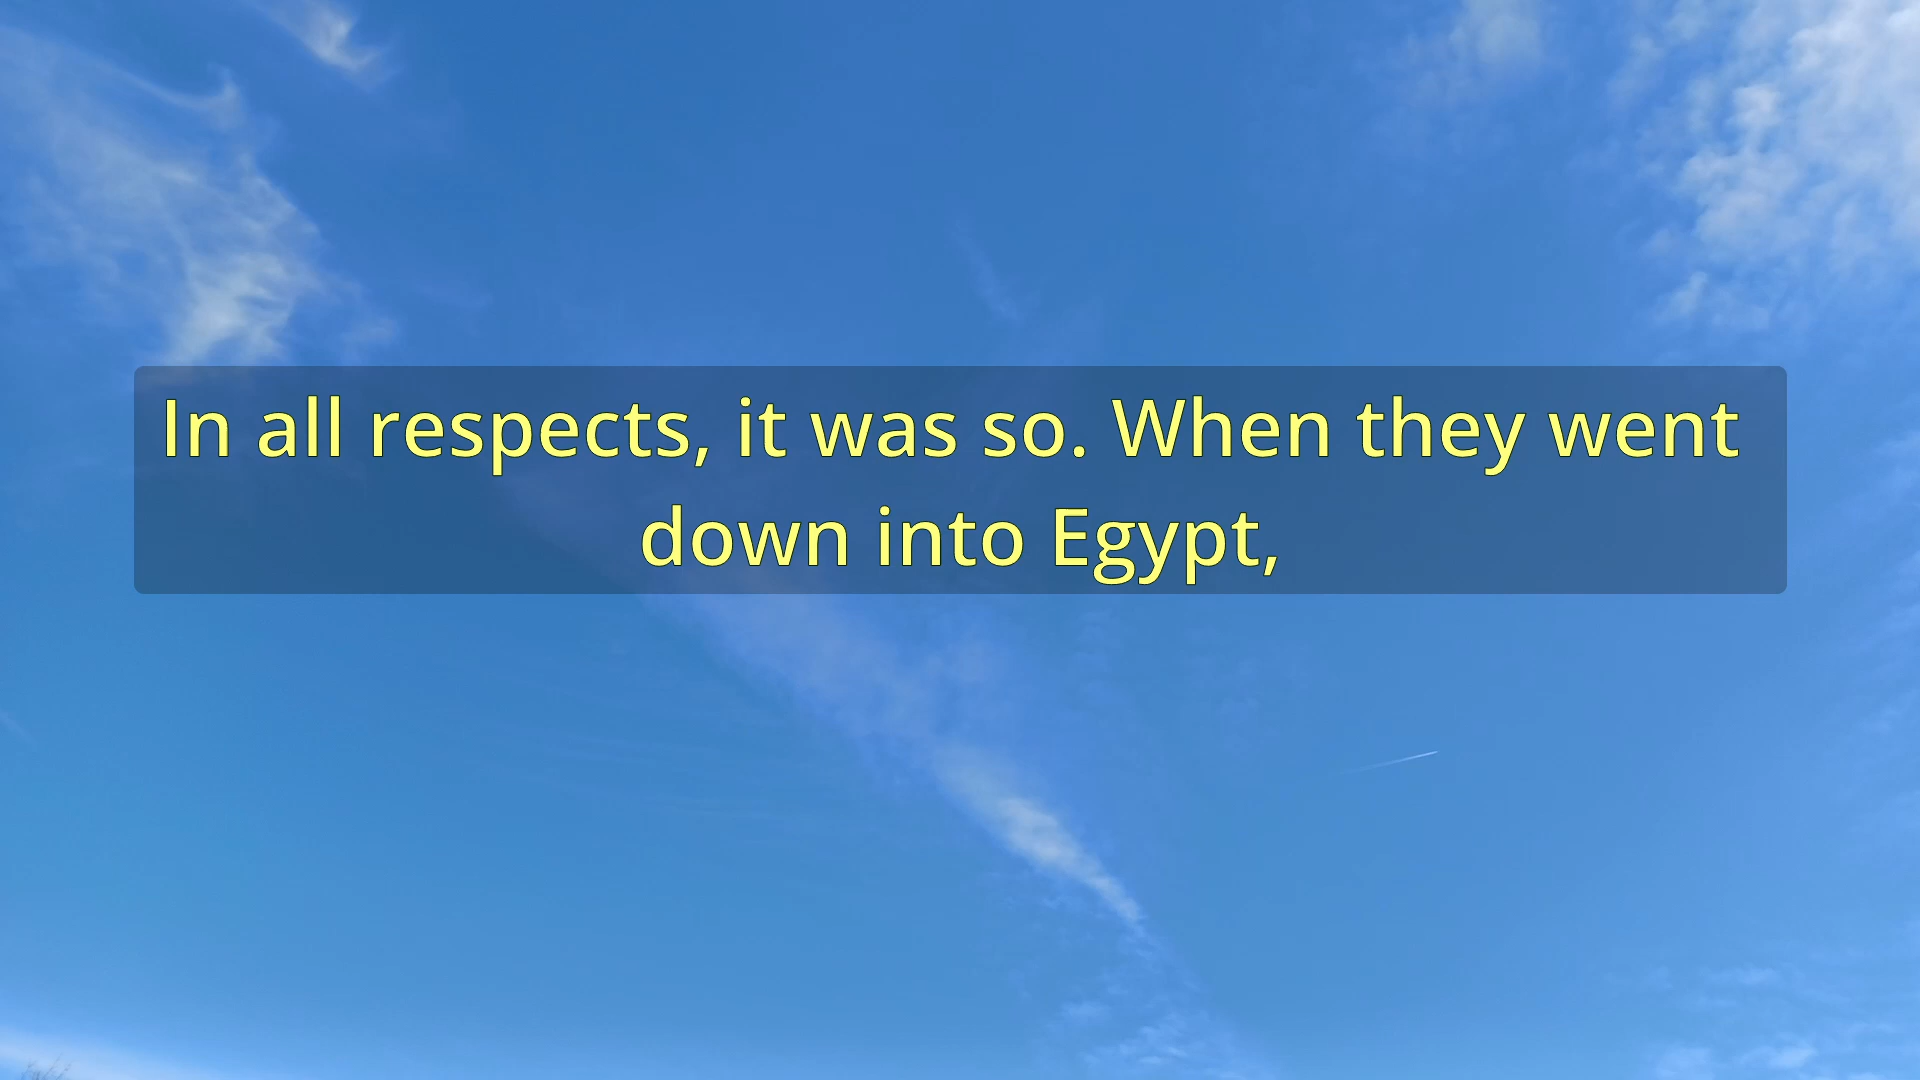 In all respects, it was so. When they went
down into Egypt,